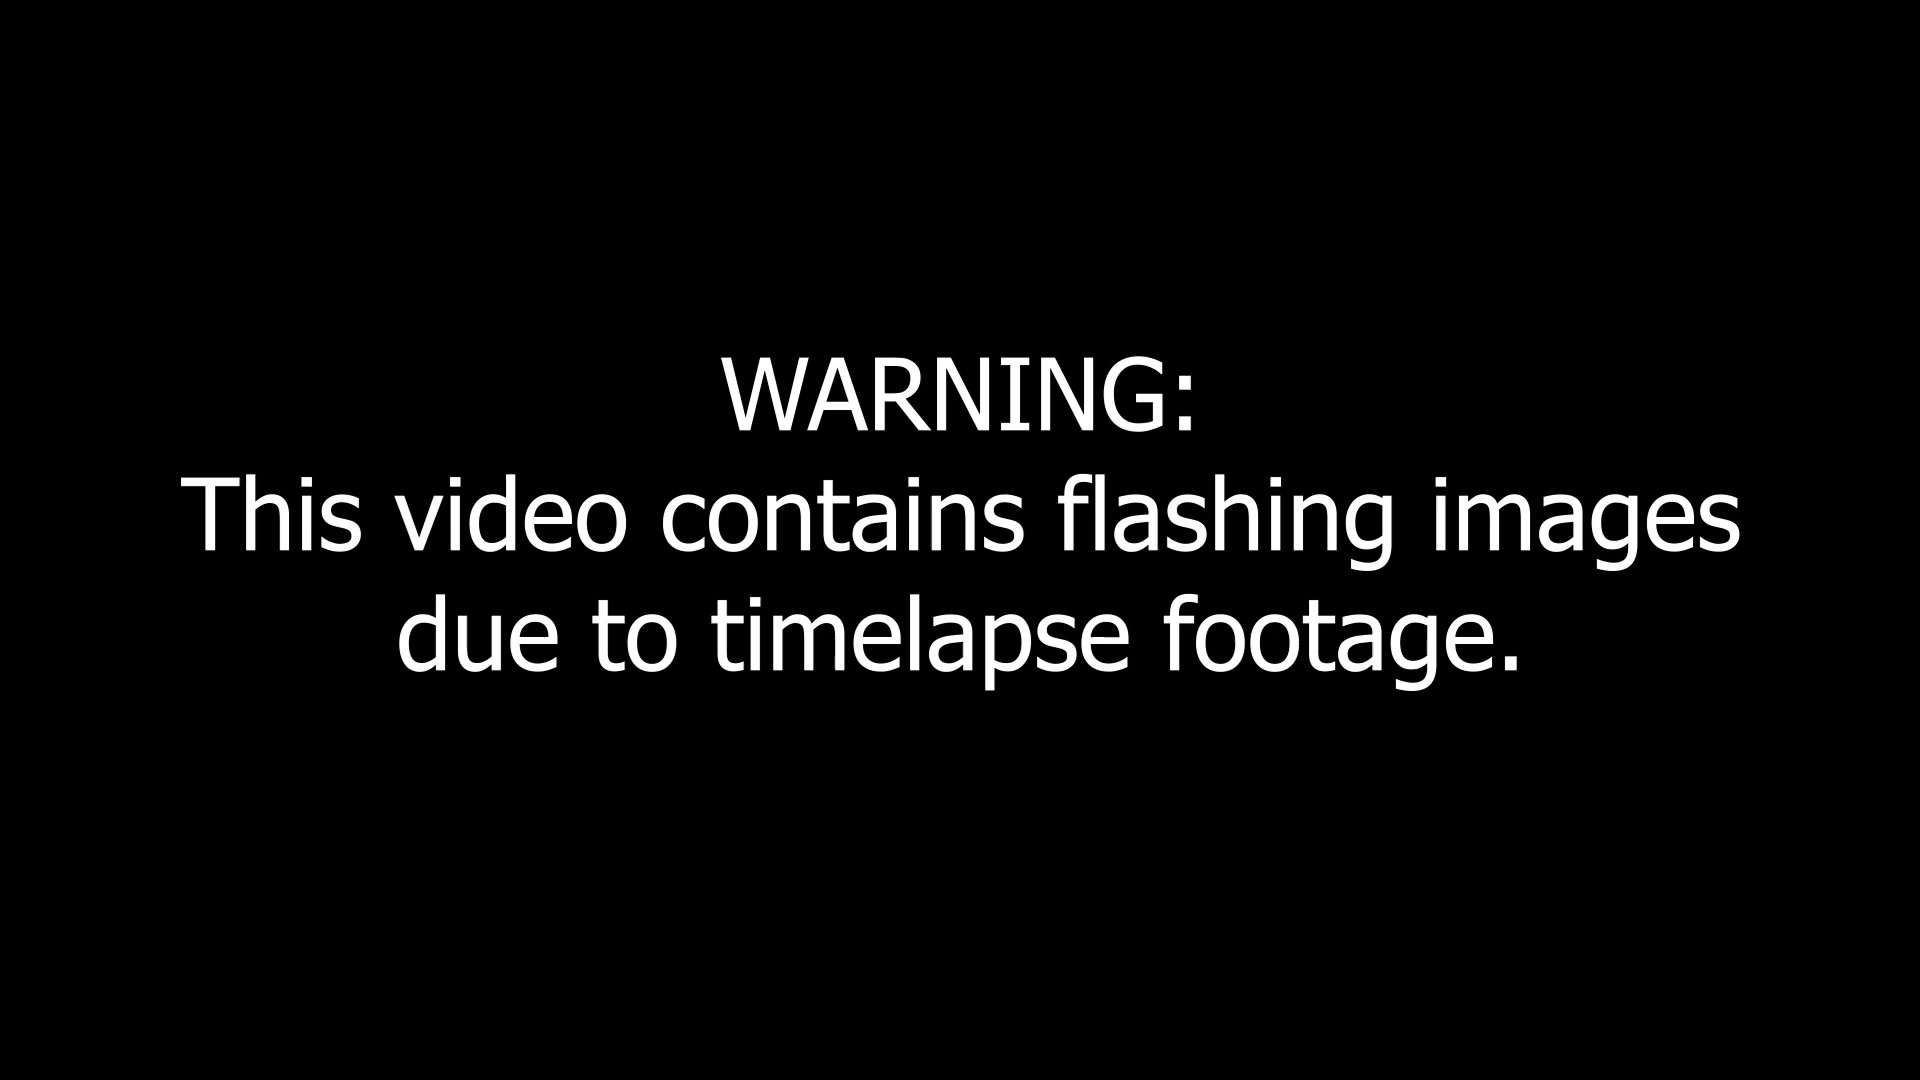 WARNING:
This video contains flashing images
due to timelapse footage.